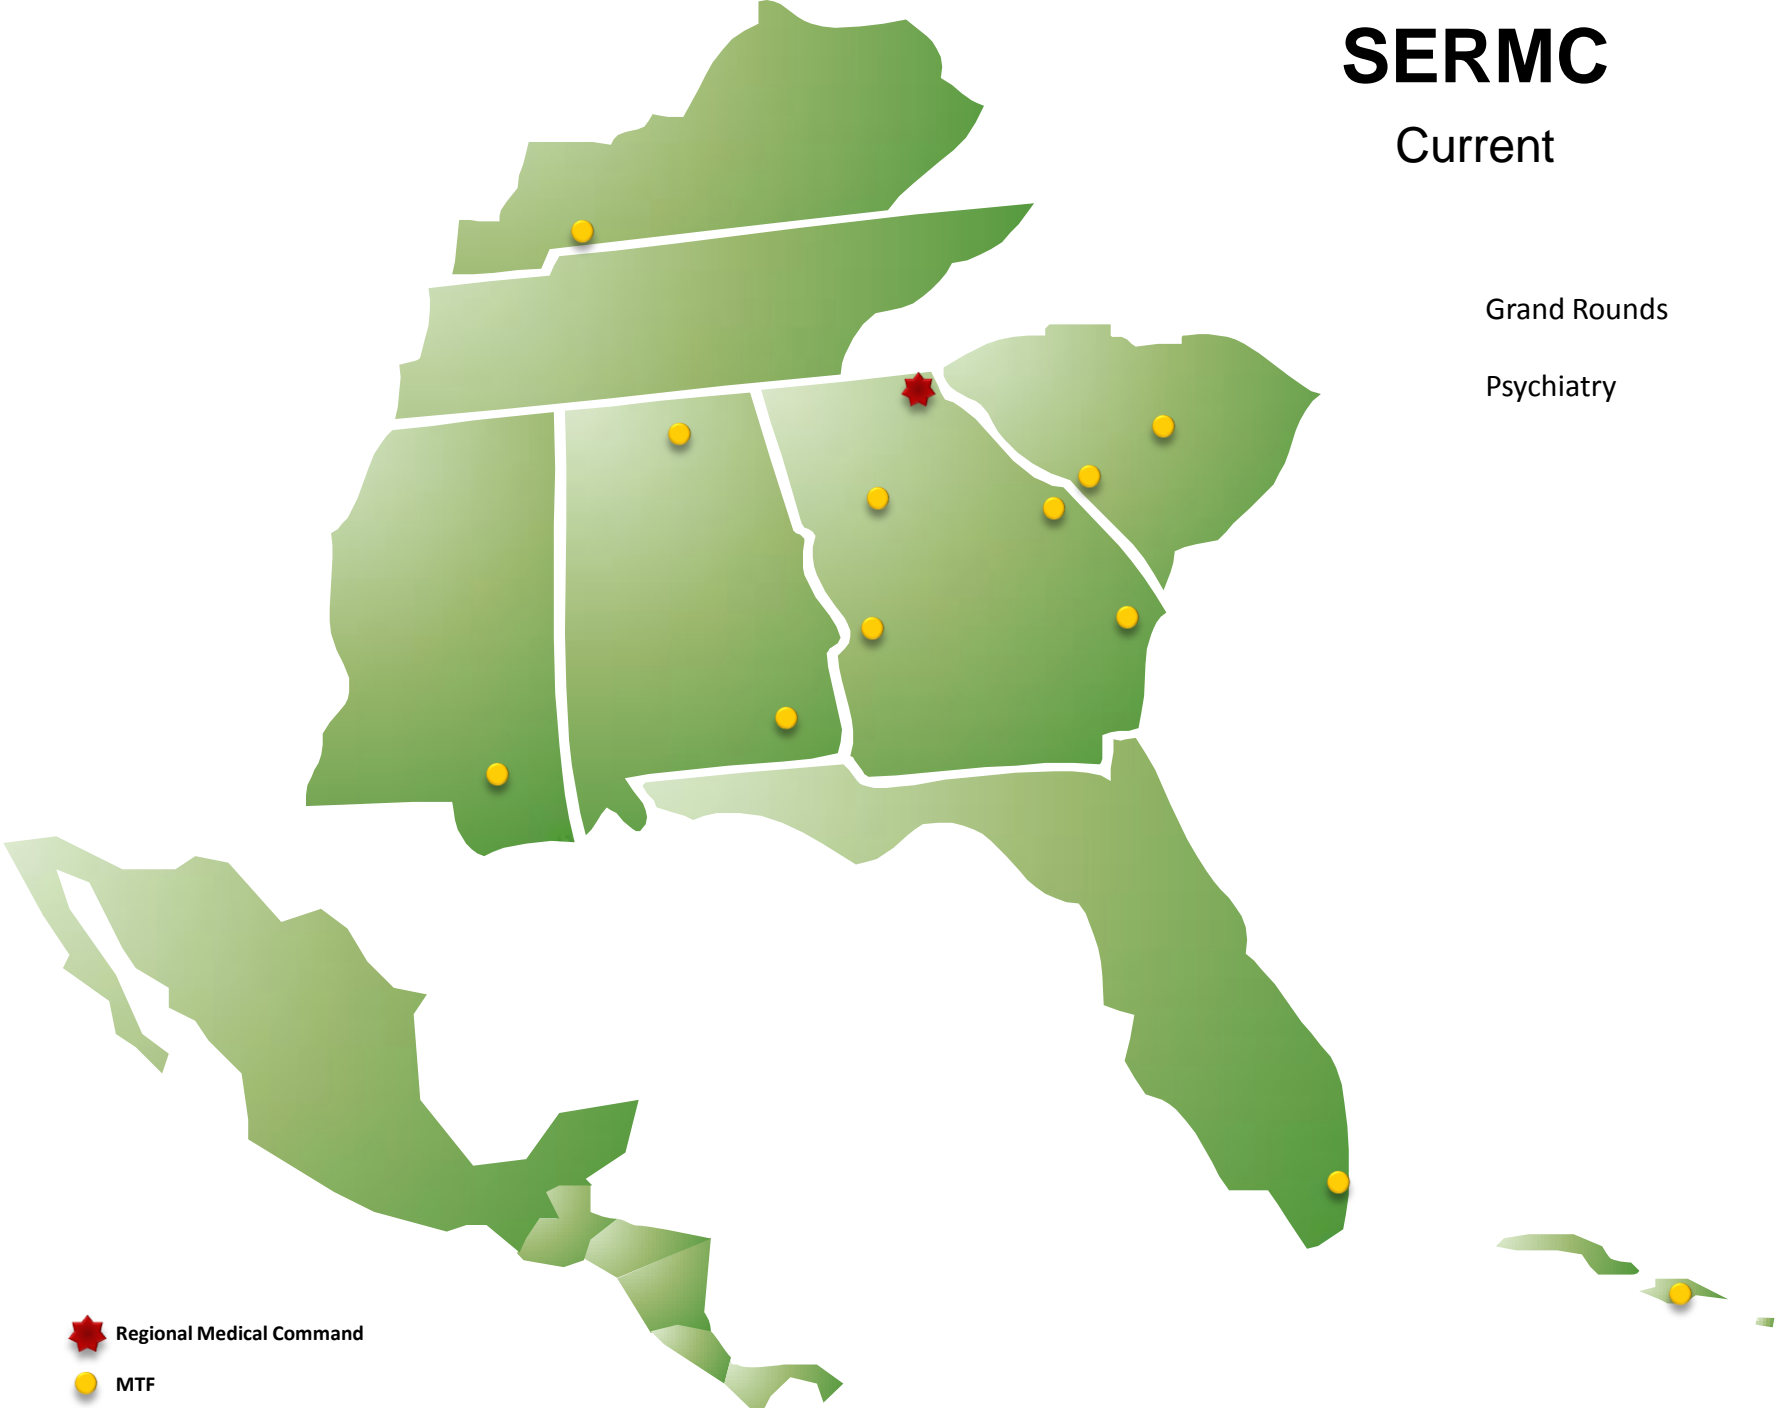 SERMC
Current
Grand Rounds
Psychiatry
Regional Medical Command
MTF